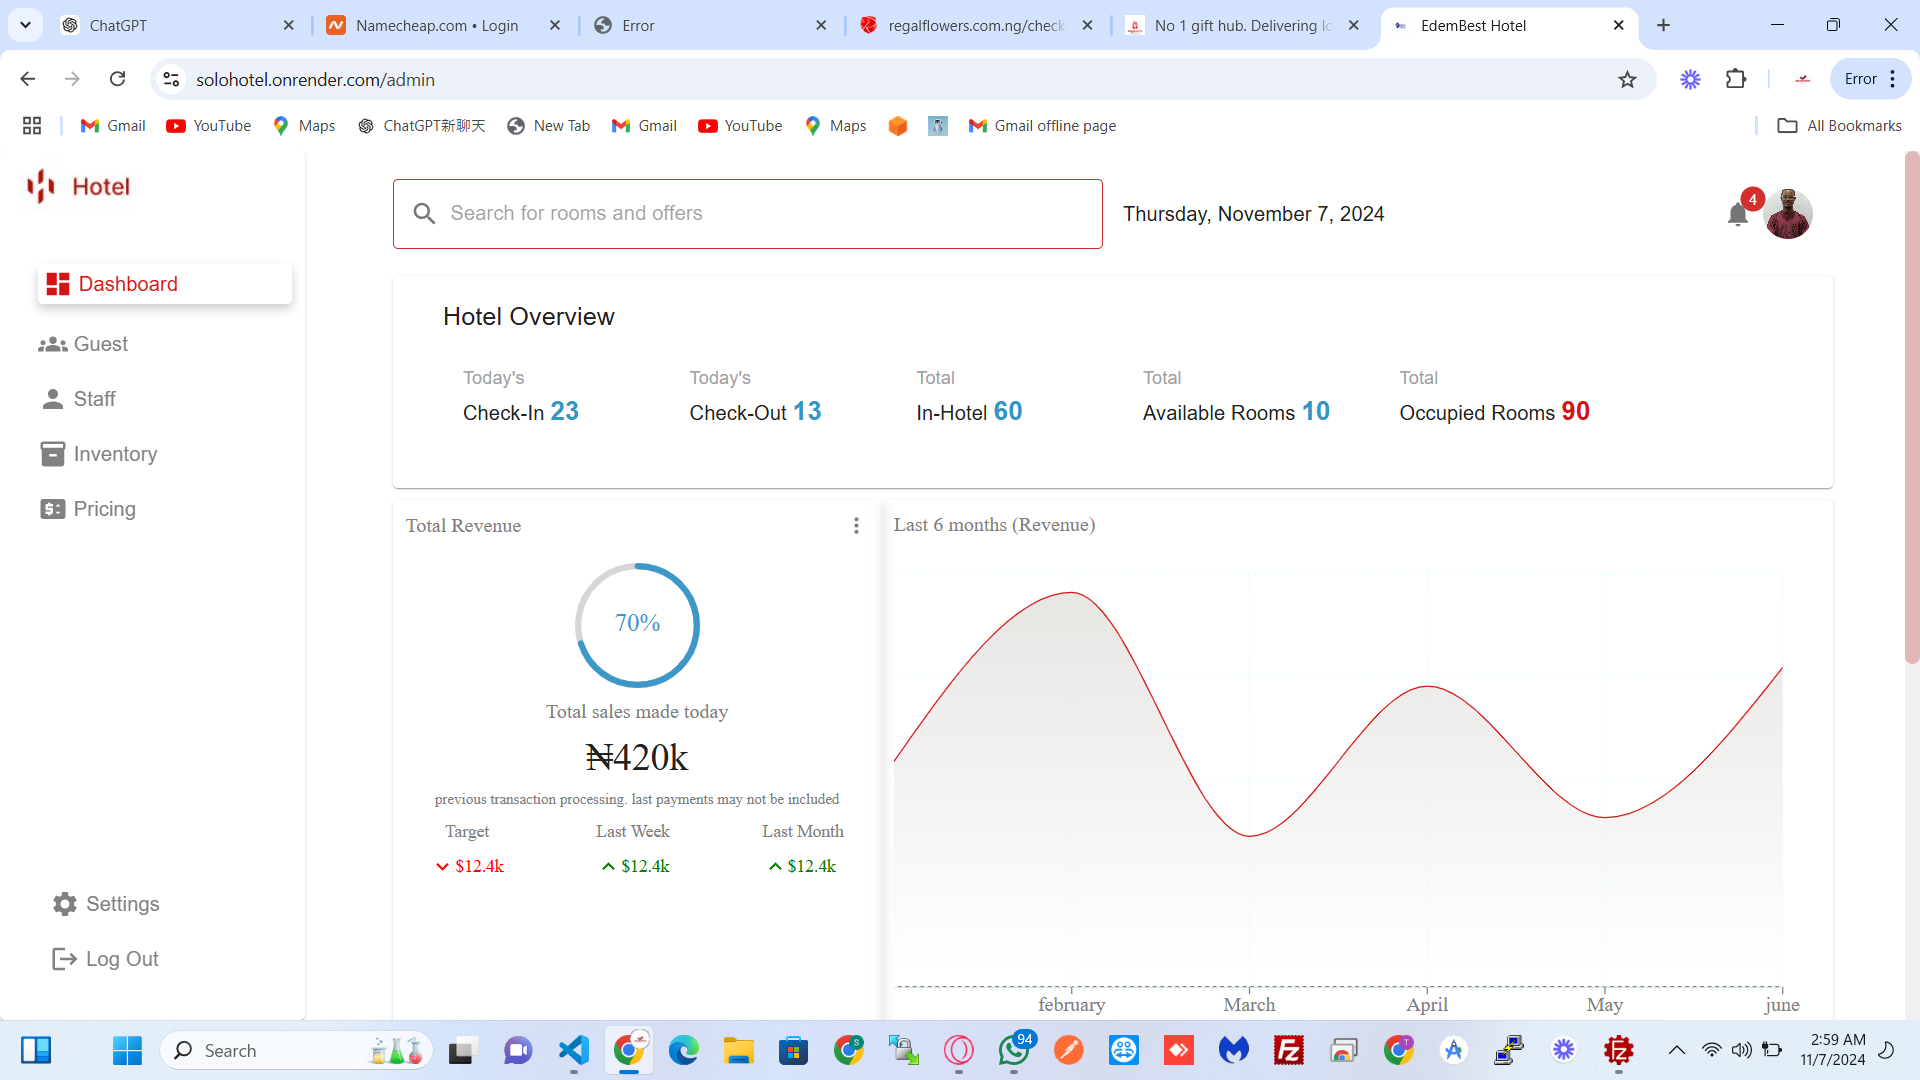 ChatGPT
Namecheap.com • Login
Error
regalflowers.com.ng/check
No 1 gift hub. Delivering lo
EdemBest Hotel
solohotel.onrender.com/admin
Error
Gmail
YouTube
Maps
ChatGPT新聊天
New Tab
Gmail
YouTube
Maps
Gmail offline page
All Bookmarks
Hotel
Search for rooms and offers
Thursday, November 7, 2024
4
Dashboard
Guest
Staff
Inventory
Pricing
Settings
Log Out
Hotel Overview
Today's
Check-In 23
Today's
Check-Out 13
Total
In-Hotel 60
Total
Available Rooms 10
Total
Occupied Rooms 90
Total Revenue
70%
Total sales made today
₦420k
previous transaction processing. last payments may not be included
Target
Last Week
Last Month
$12.4k
$12.4k
$12.4k
Last 6 months (Revenue)
february
March
April
May
june
Search
94
2:59 AM
11/7/2024